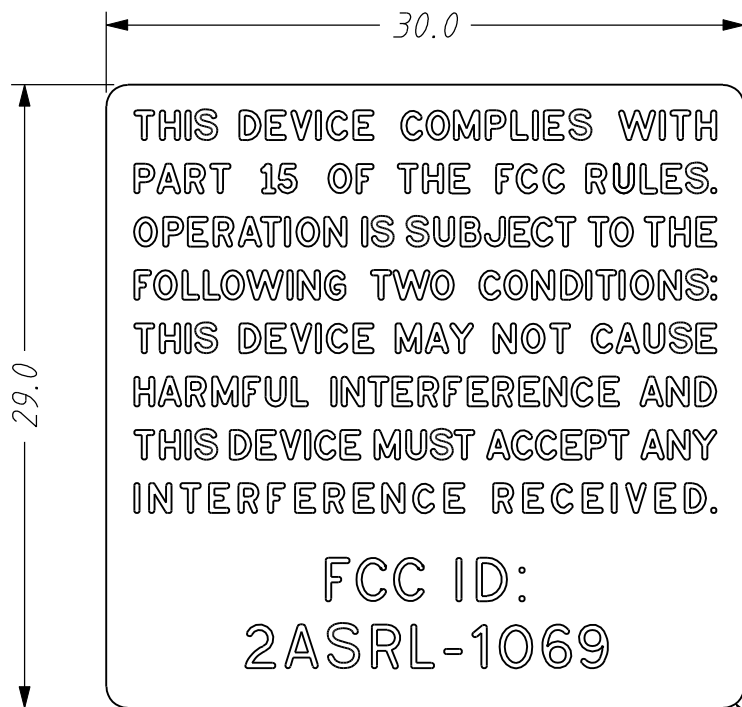 30.0
THIS DEVICE COMPLIES WITH
PART 15 OF THE FCC RULES.
OPERATION IS SUBJECT TO THE
FOLLOWING TWO CONDITIONS:
THIS DEVICE MAY NOT CAUSE
29.0
HARMFUL INTERFERENCE AND
THIS DEVICE MUST ACCEPT ANY
INTERFERENCE RECEIVED.
FCC ID:
2ASRL-1069